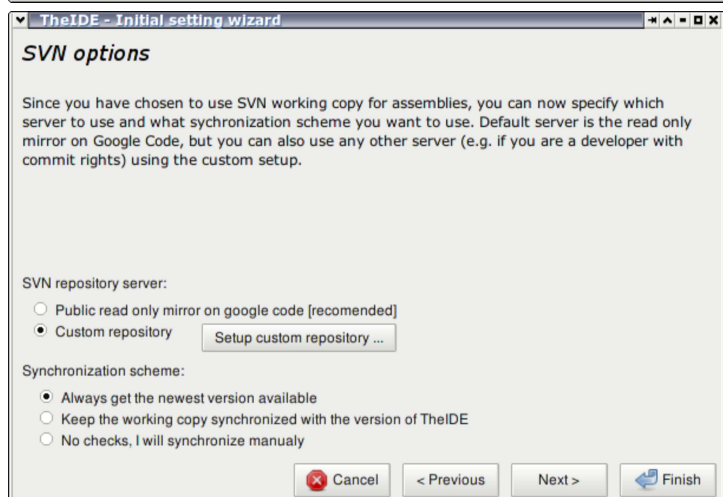 TheIDE - Initial setting wizard
SVN options
Since you have chosen to use SVN working copy for assemblies, you can now specify which
server to use and what sychronization scheme you want to use. Default server is the read only
mirror on Google Code, but you can also use any other server (e.g. if you are a developer with
commit rights) using the custom setup.
SVN repository server:
Public read only mirror on google code [recomended]
Custom repository Setup custom repository ...
Synchronization scheme:
Always get the newest version available
Keep the working copy synchronized with the version of TheIDE
No checks, I will synchronize manualy
Cancel < Previous Next > Finish